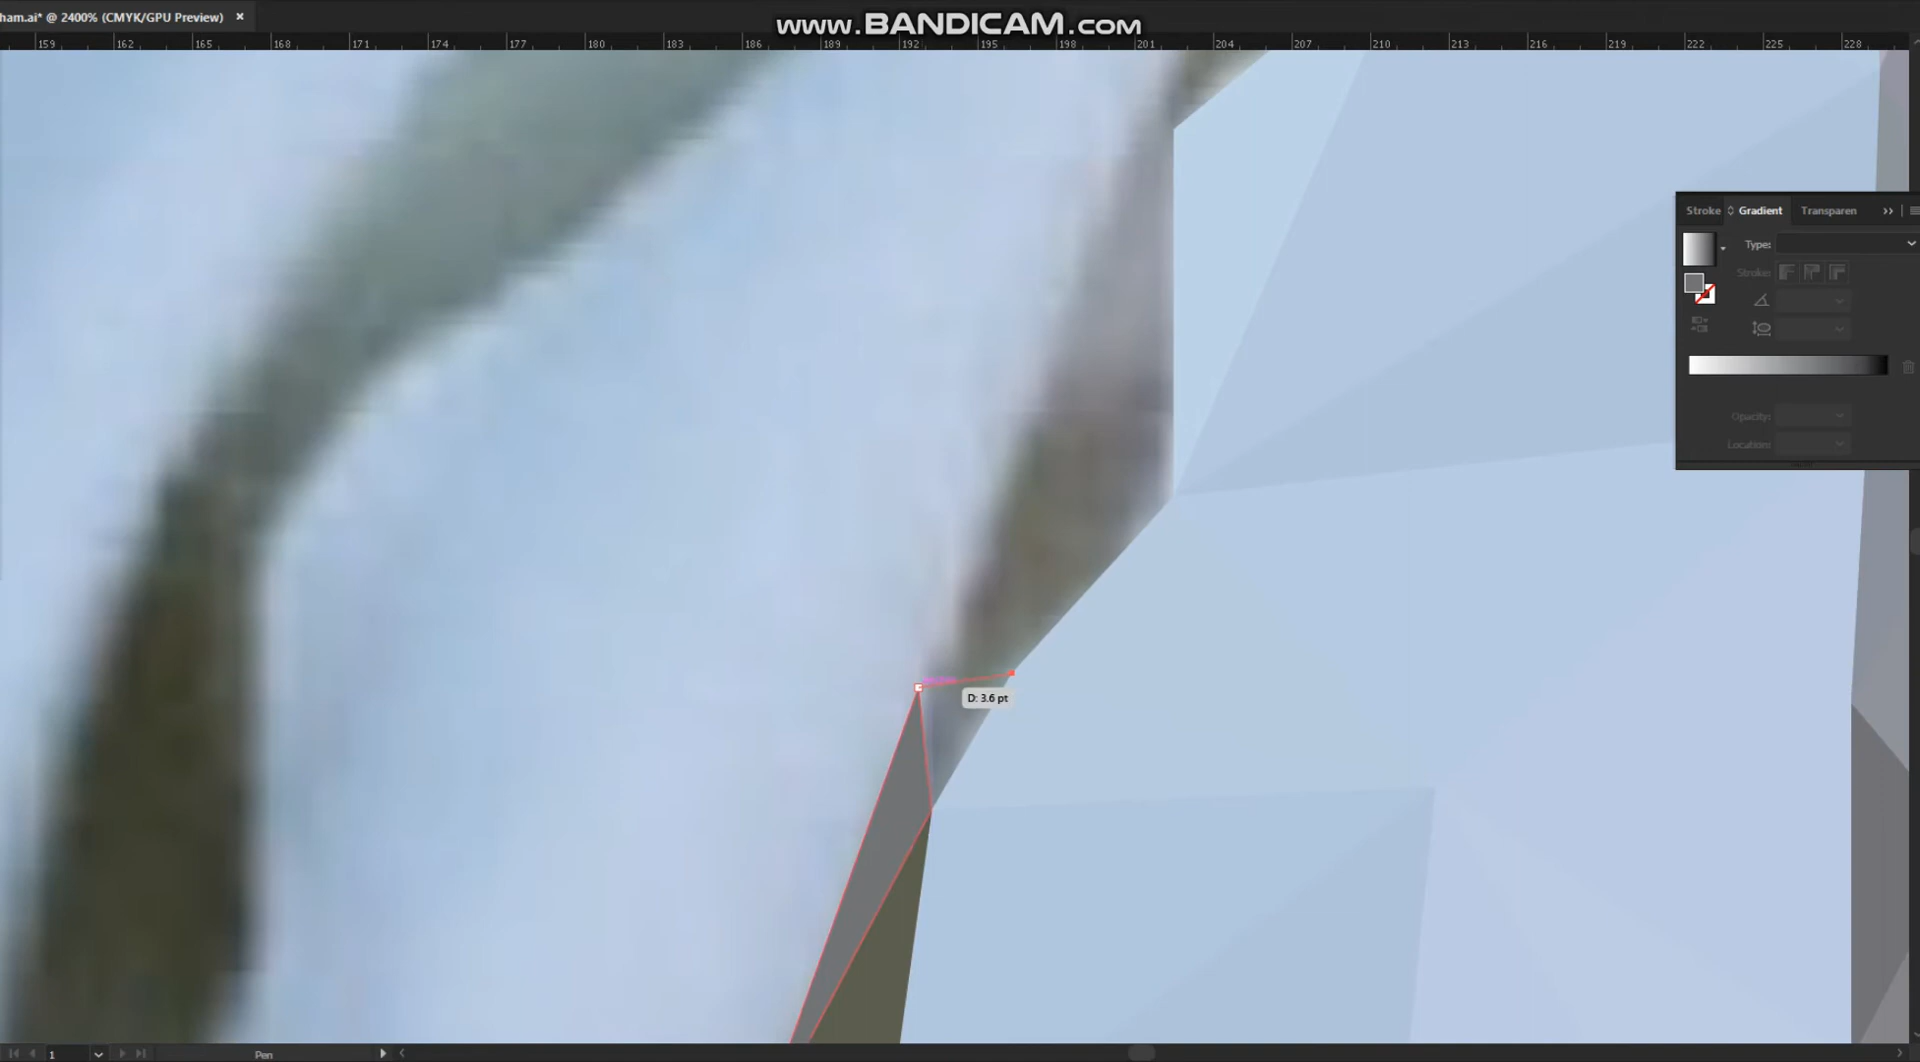 ham.ai* @ 2400% (CMYK/GPU Preview) ×
www.BANDICAM.com
159 162 165 168 171 174 177 180 183 186 189 192 195 198 201 204 207 210 213 216 219 222 225 228
Stroke Gradient Transparen
Type:
Stroke:
Opacity:
Location:
D: 3.6 pt
1 Pen